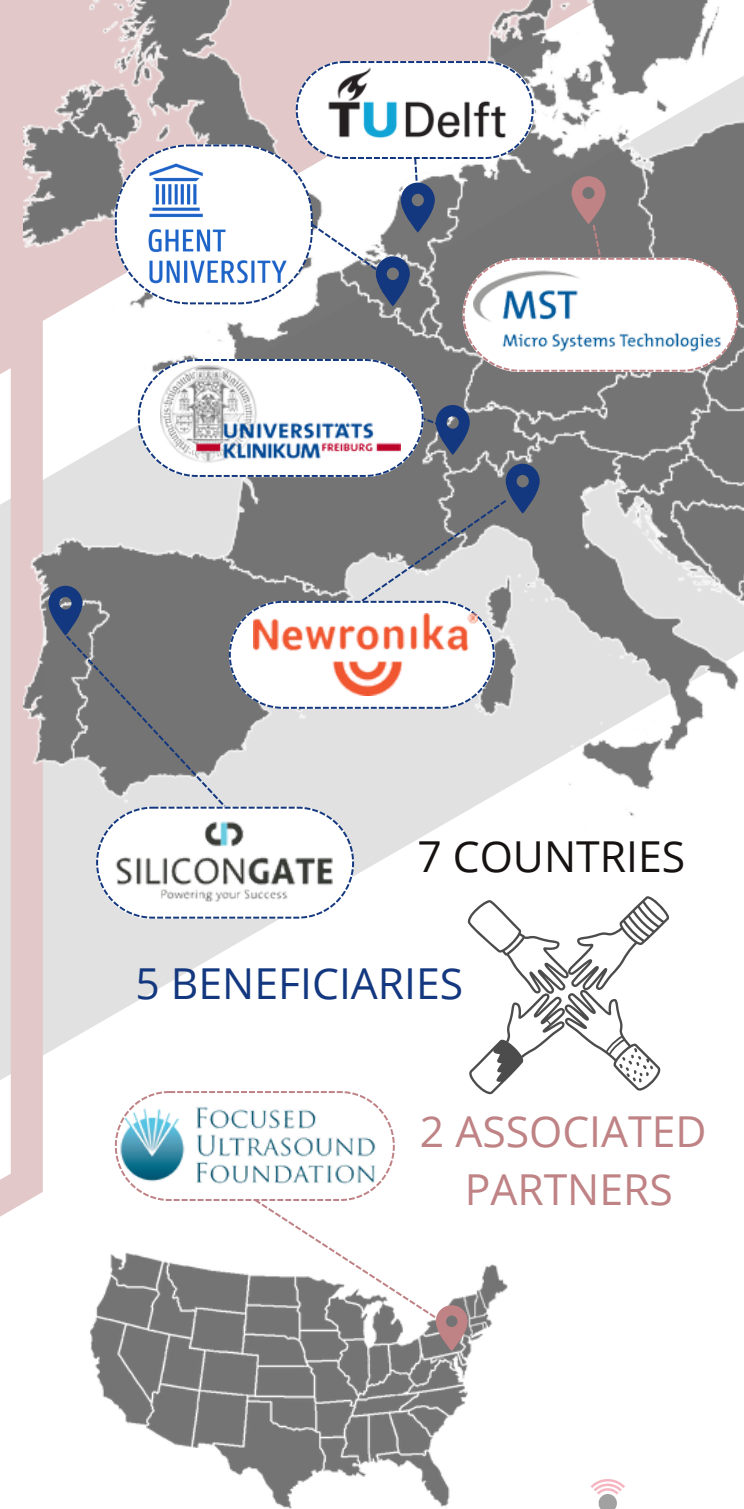 TUDelft
GHENT
UNIVERSITY
MST
Micro Systems Technologies
UNIVERSITÄTS
KLINIKUM FREIBURG
Newronika®
SILICONGATE
Powering your Success
7 COUNTRIES
5 BENEFICIARIES
FOCUSED
ULTRASOUND
FOUNDATION
2 ASSOCIATED
PARTNERS